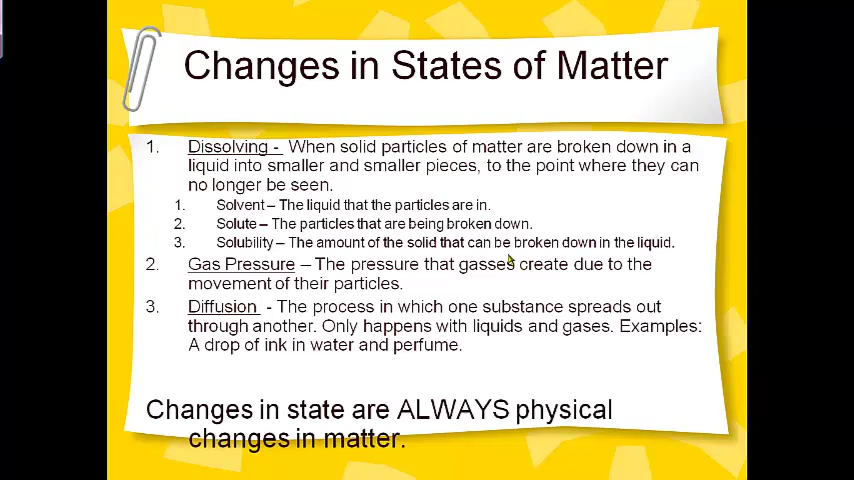 Changes in States of Matter
1. Dissolving - When solid particles of matter are broken down in a
liquid into smaller and smaller pieces, to the point where they can
no longer be seen.
1. Solvent – The liquid that the particles are in.
2. Solute – The particles that are being broken down.
3. Solubility – The amount of the solid that can be broken down in the liquid.
2. Gas Pressure – The pressure that gasses create due to the
movement of their particles.
3. Diffusion - The process in which one substance spreads out
through another. Only happens with liquids and gases. Examples:
A drop of ink in water and perfume.
Changes in state are ALWAYS physical
changes in matter.